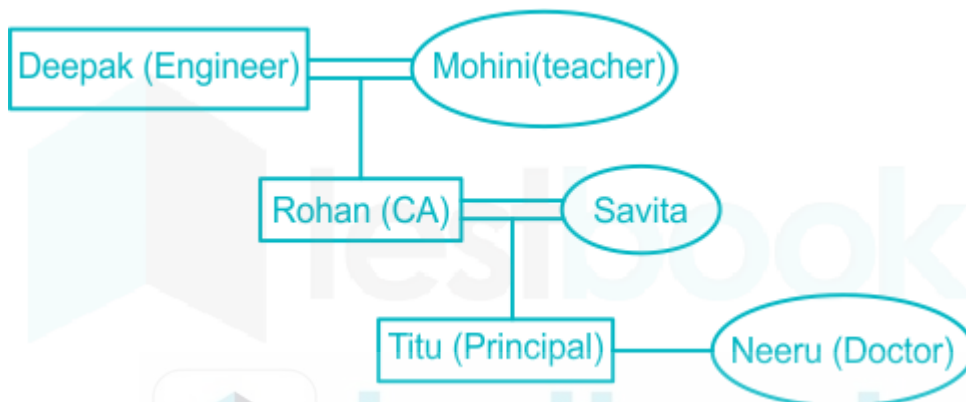 Deepak (Engineer) Mohini(teacher)
Rohan (CA) Savita
Titu (Principal) Neeru (Doctor)